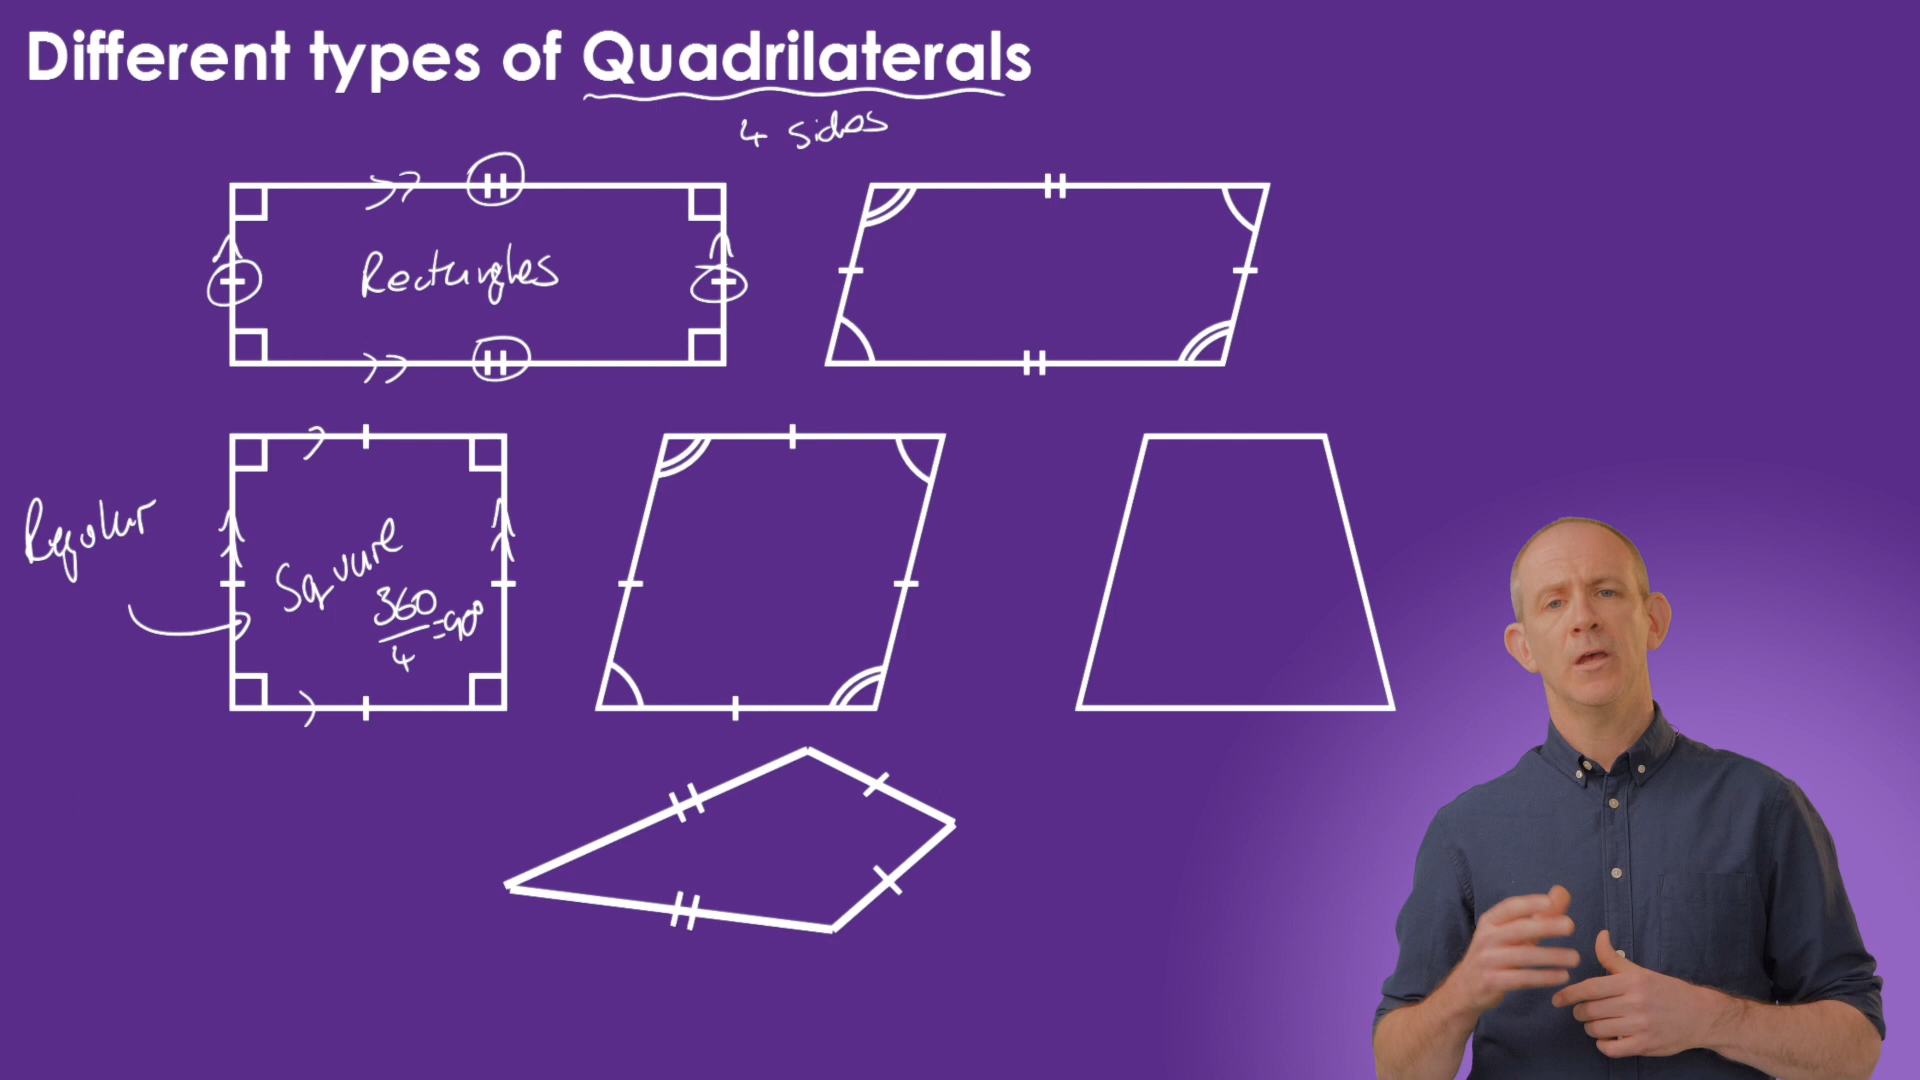 Different types of Quadrilaterals
4 sides
Rectangles
Regular
Square
360
4
=90°